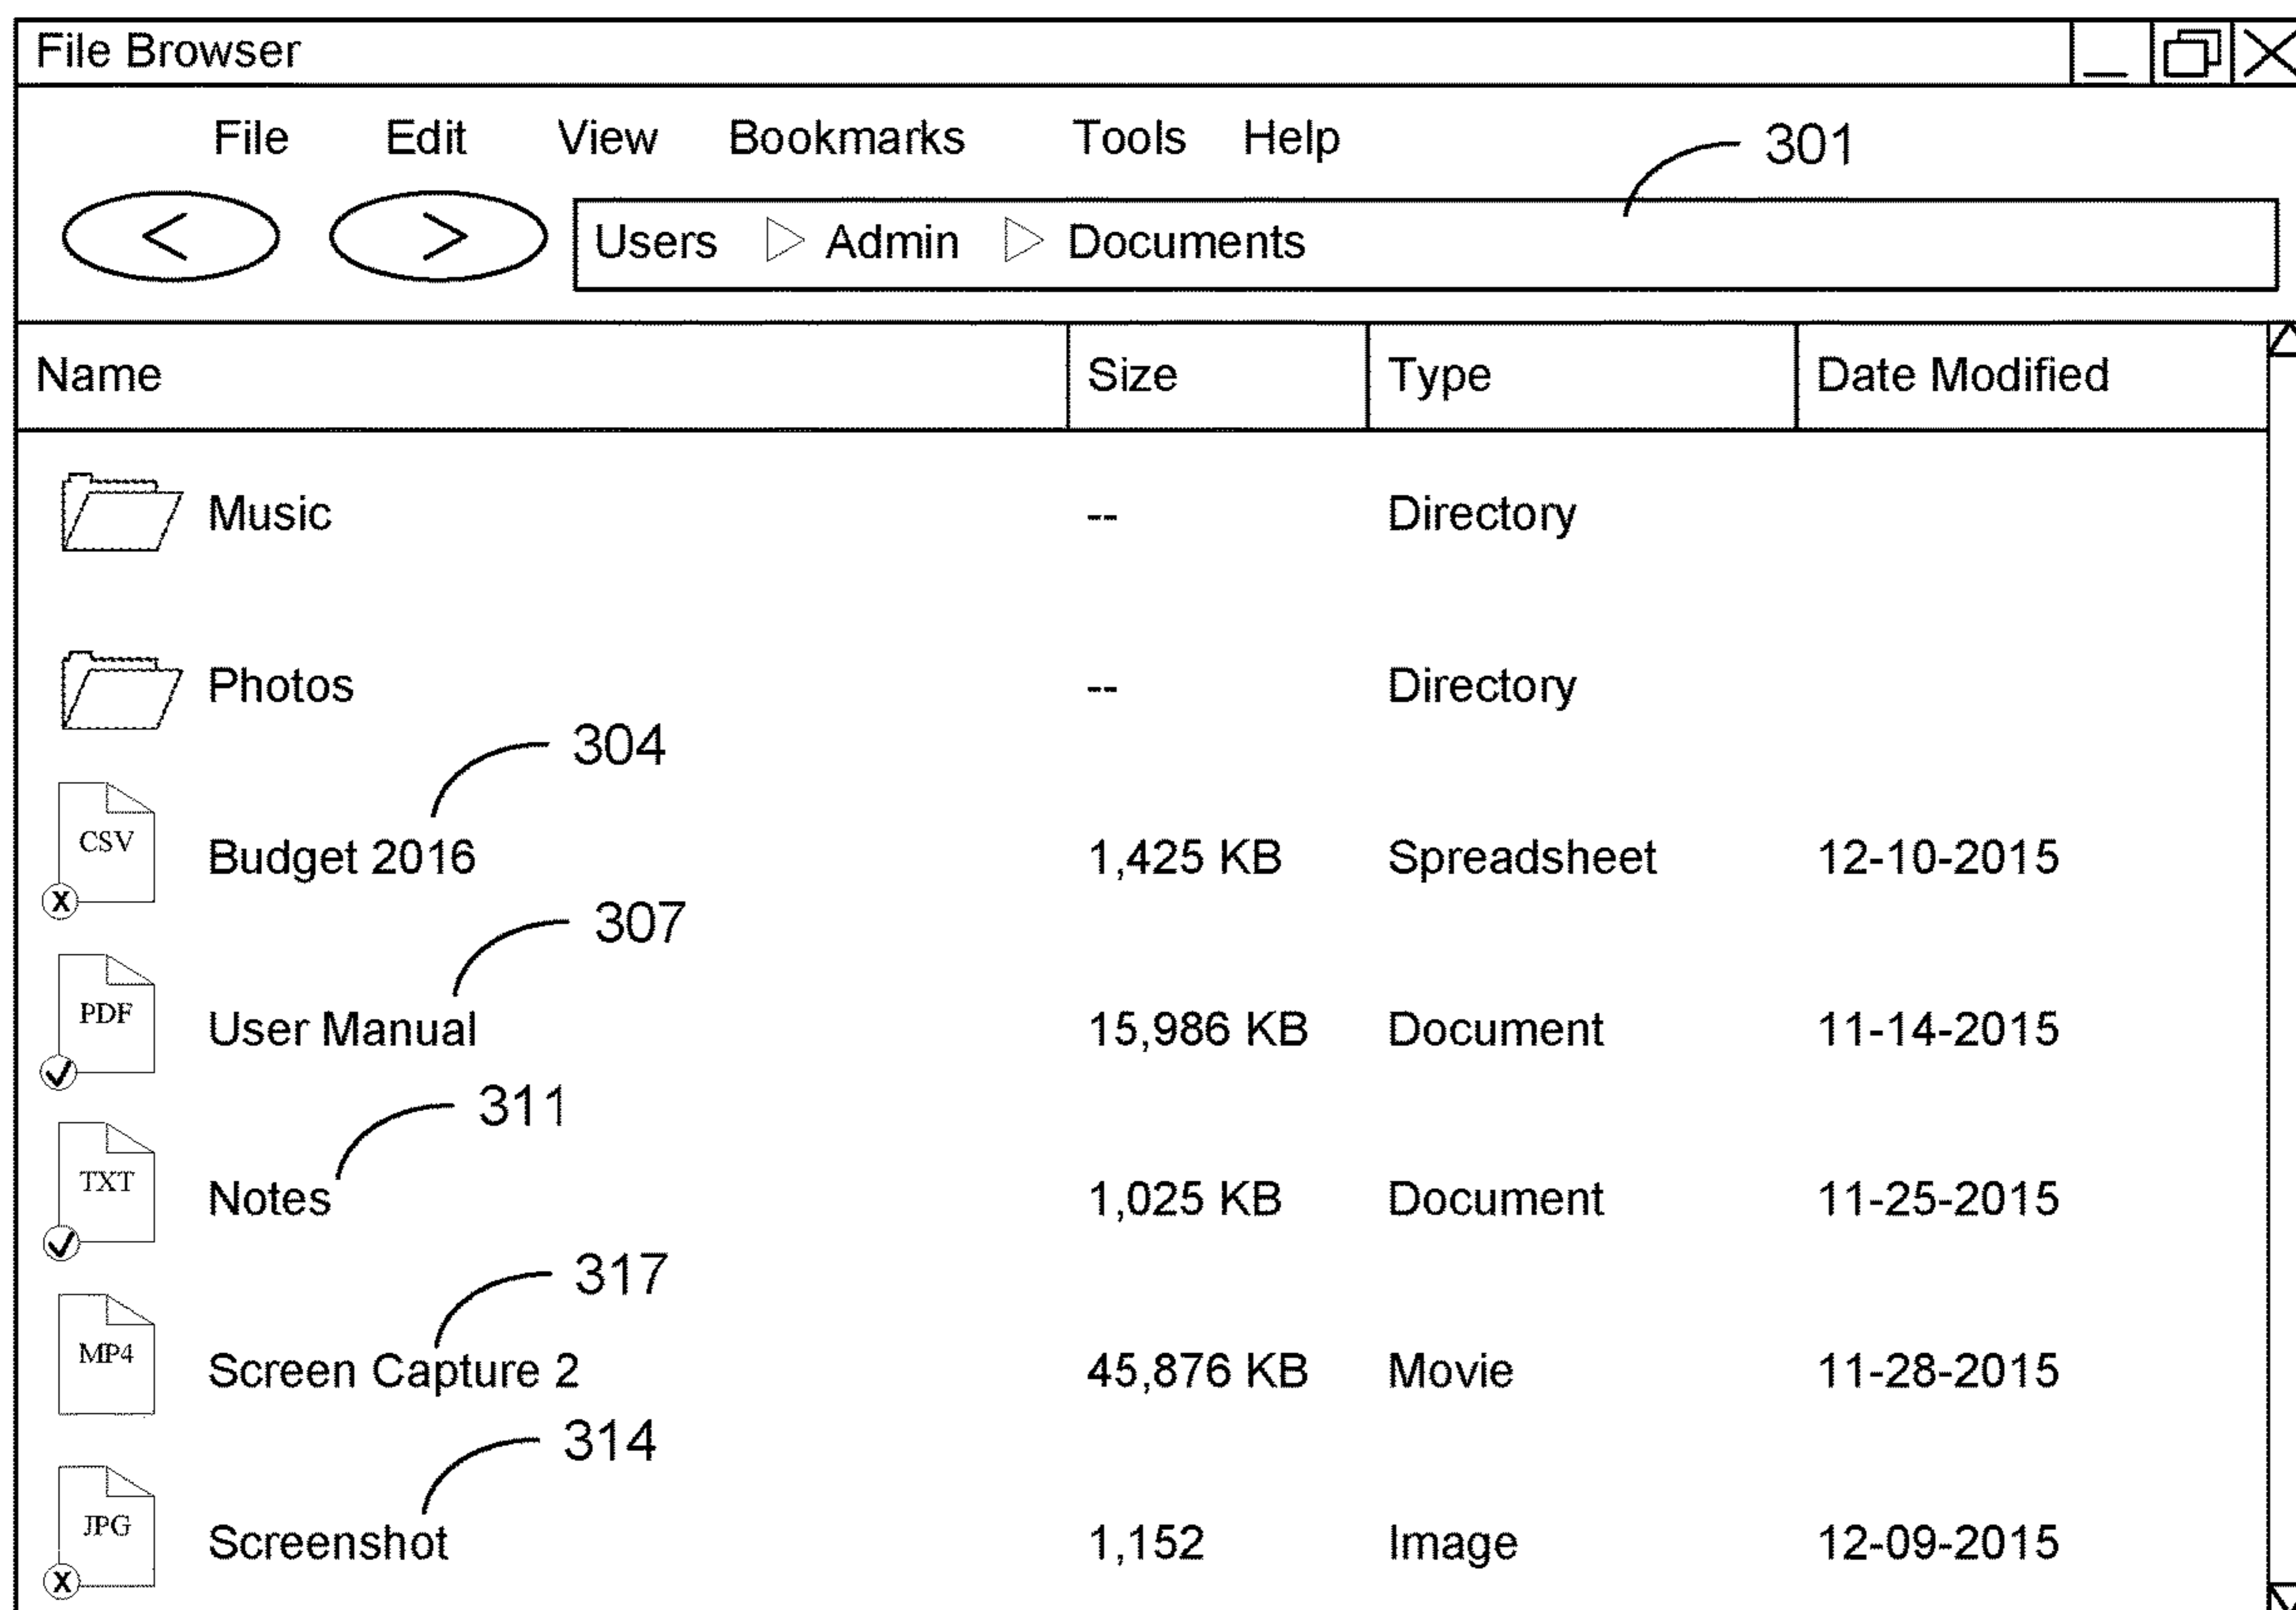 File Browser
File Edit View Bookmarks Tools Help 301
< > Users Admin Documents
Name Size Type Date Modified
Music -- Directory
Photos -- Directory
304
CSV Budget 2016 1,425 KB Spreadsheet 12-10-2015
X
307
PDF User Manual 15,986 KB Document 11-14-2015
311
TXT Notes 1,025 KB Document 11-25-2015
317
MP4 Screen Capture 2 45,876 KB Movie 11-28-2015
314
JPG Screenshot 1,152 Image 12-09-2015
X